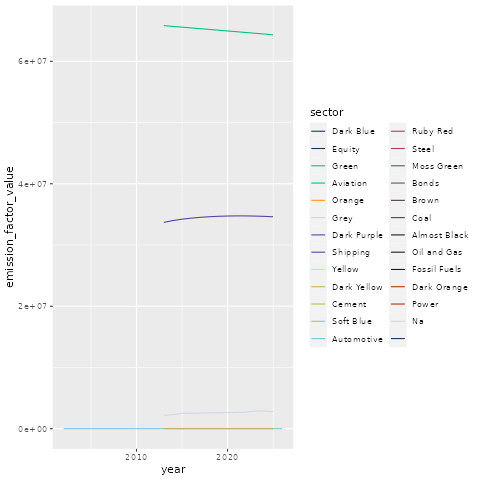 6e+07
4e+07
2e+07
0e+00
emission_factor_value
2010 2020
year
sector
Dark Blue
Equity
Green
Aviation
Orange
Grey
Dark Purple
Shipping
Yellow
Dark Yellow
Cement
Soft Blue
Automotive
Ruby Red
Steel
Moss Green
Bonds
Brown
Coal
Almost Black
Oil and Gas
Fossil Fuels
Dark Orange
Power
Na